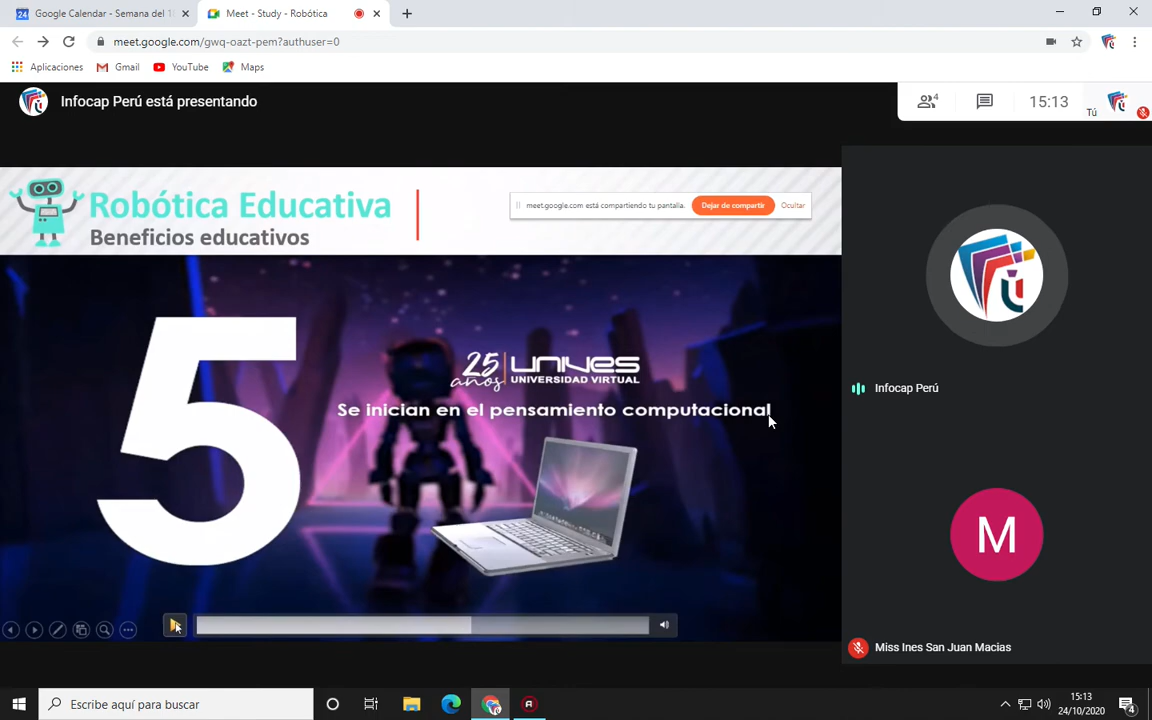 Google Calendar - Semana del 1
Meet - Study - Robótica
meet.google.com/gwq-oazt-pem?authuser=0
Aplicaciones
Gmail
YouTube
Maps
Infocap Perú está presentando
4
15:13
Tú
Robótica Educativa
Beneficios educativos
meet.google.com está compartiendo tu pantalla.
Dejar de compartir
Ocultar
5
25 años
UNIVES
UNIVERSIDAD VIRTUAL
Se inician en el pensamiento computacional
Infocap Perú
M
Miss Ines San Juan Macias
Escribe aquí para buscar
15:13
24/10/2020
4